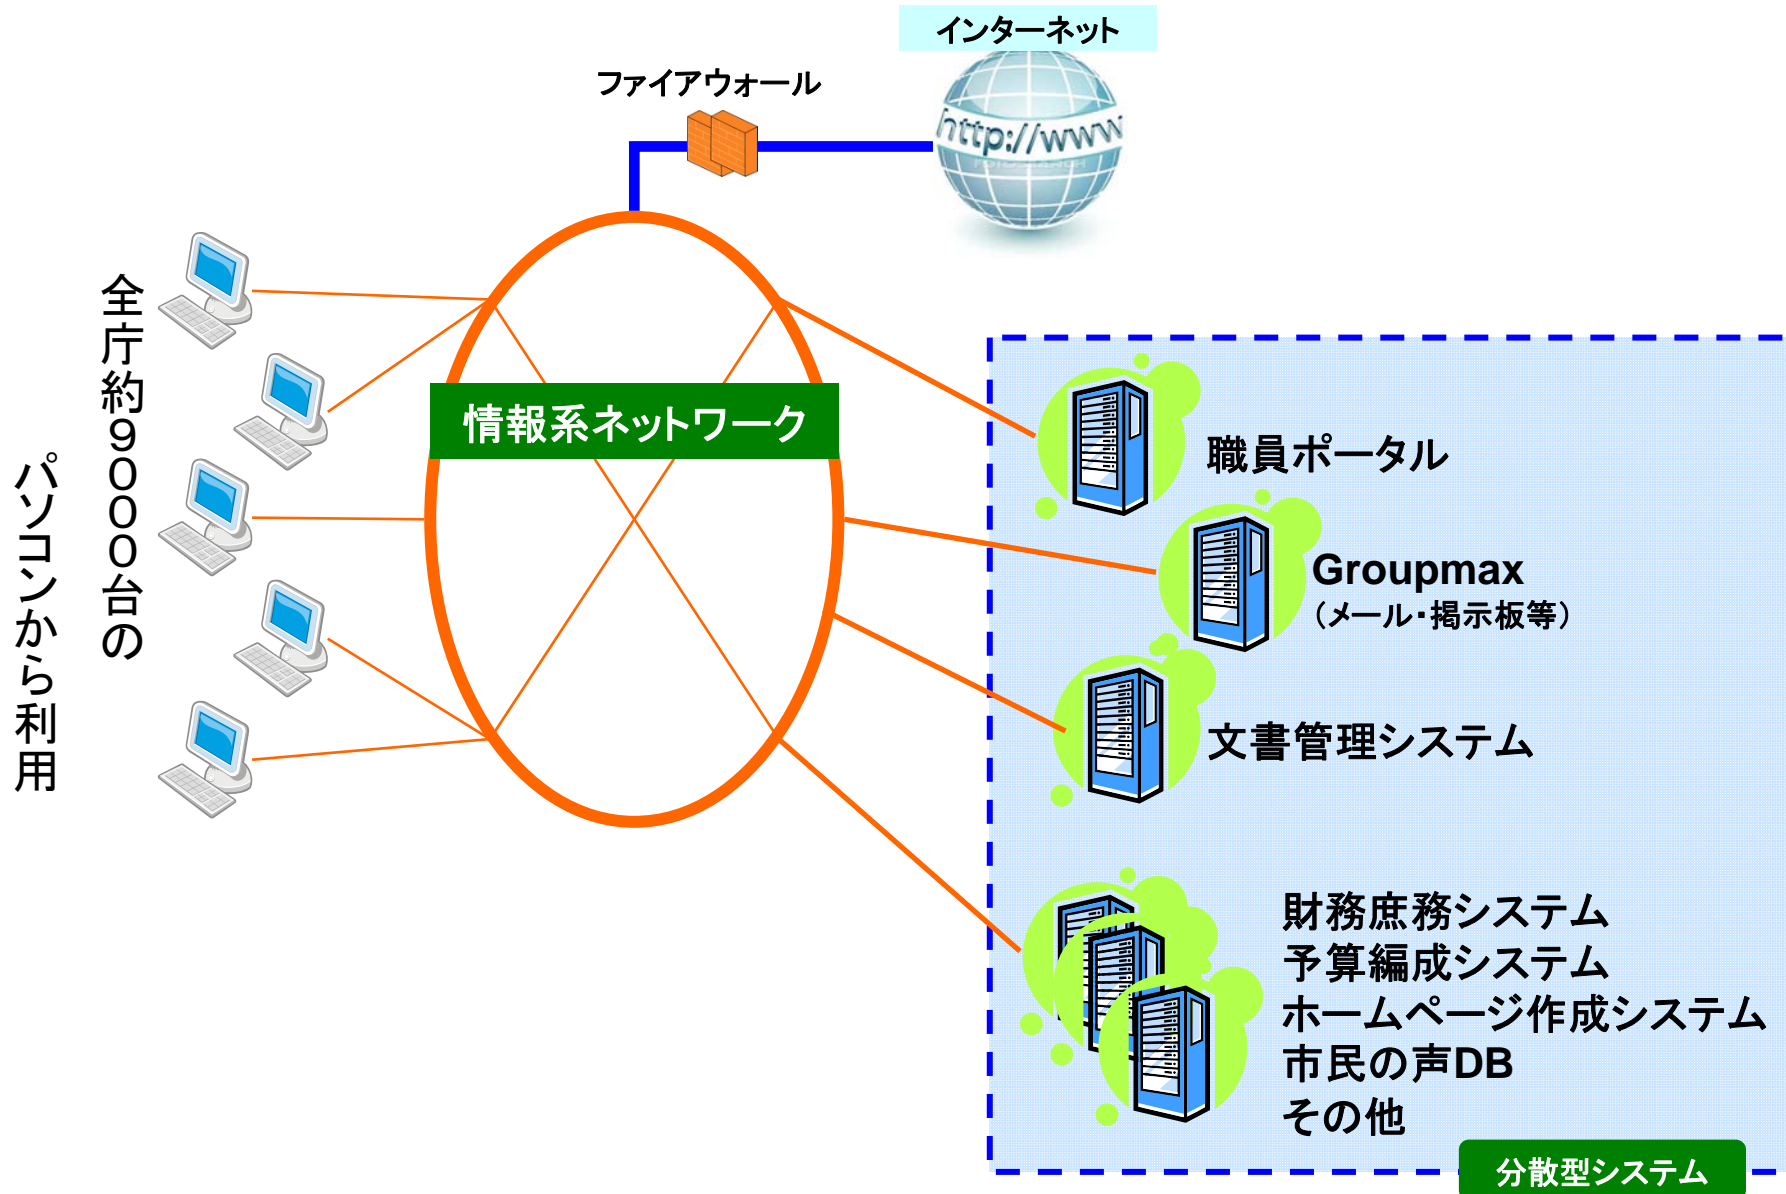 インターネット
ファイアウォール
http://www
全庁約９０００台の
パソコンから利用
情報系ネットワーク
職員ポータル
Groupmax
（メール・掲示板等）
文書管理システム
財務庶務システム
予算編成システム
ホームページ作成システム
市民の声DB
その他
分散型システム